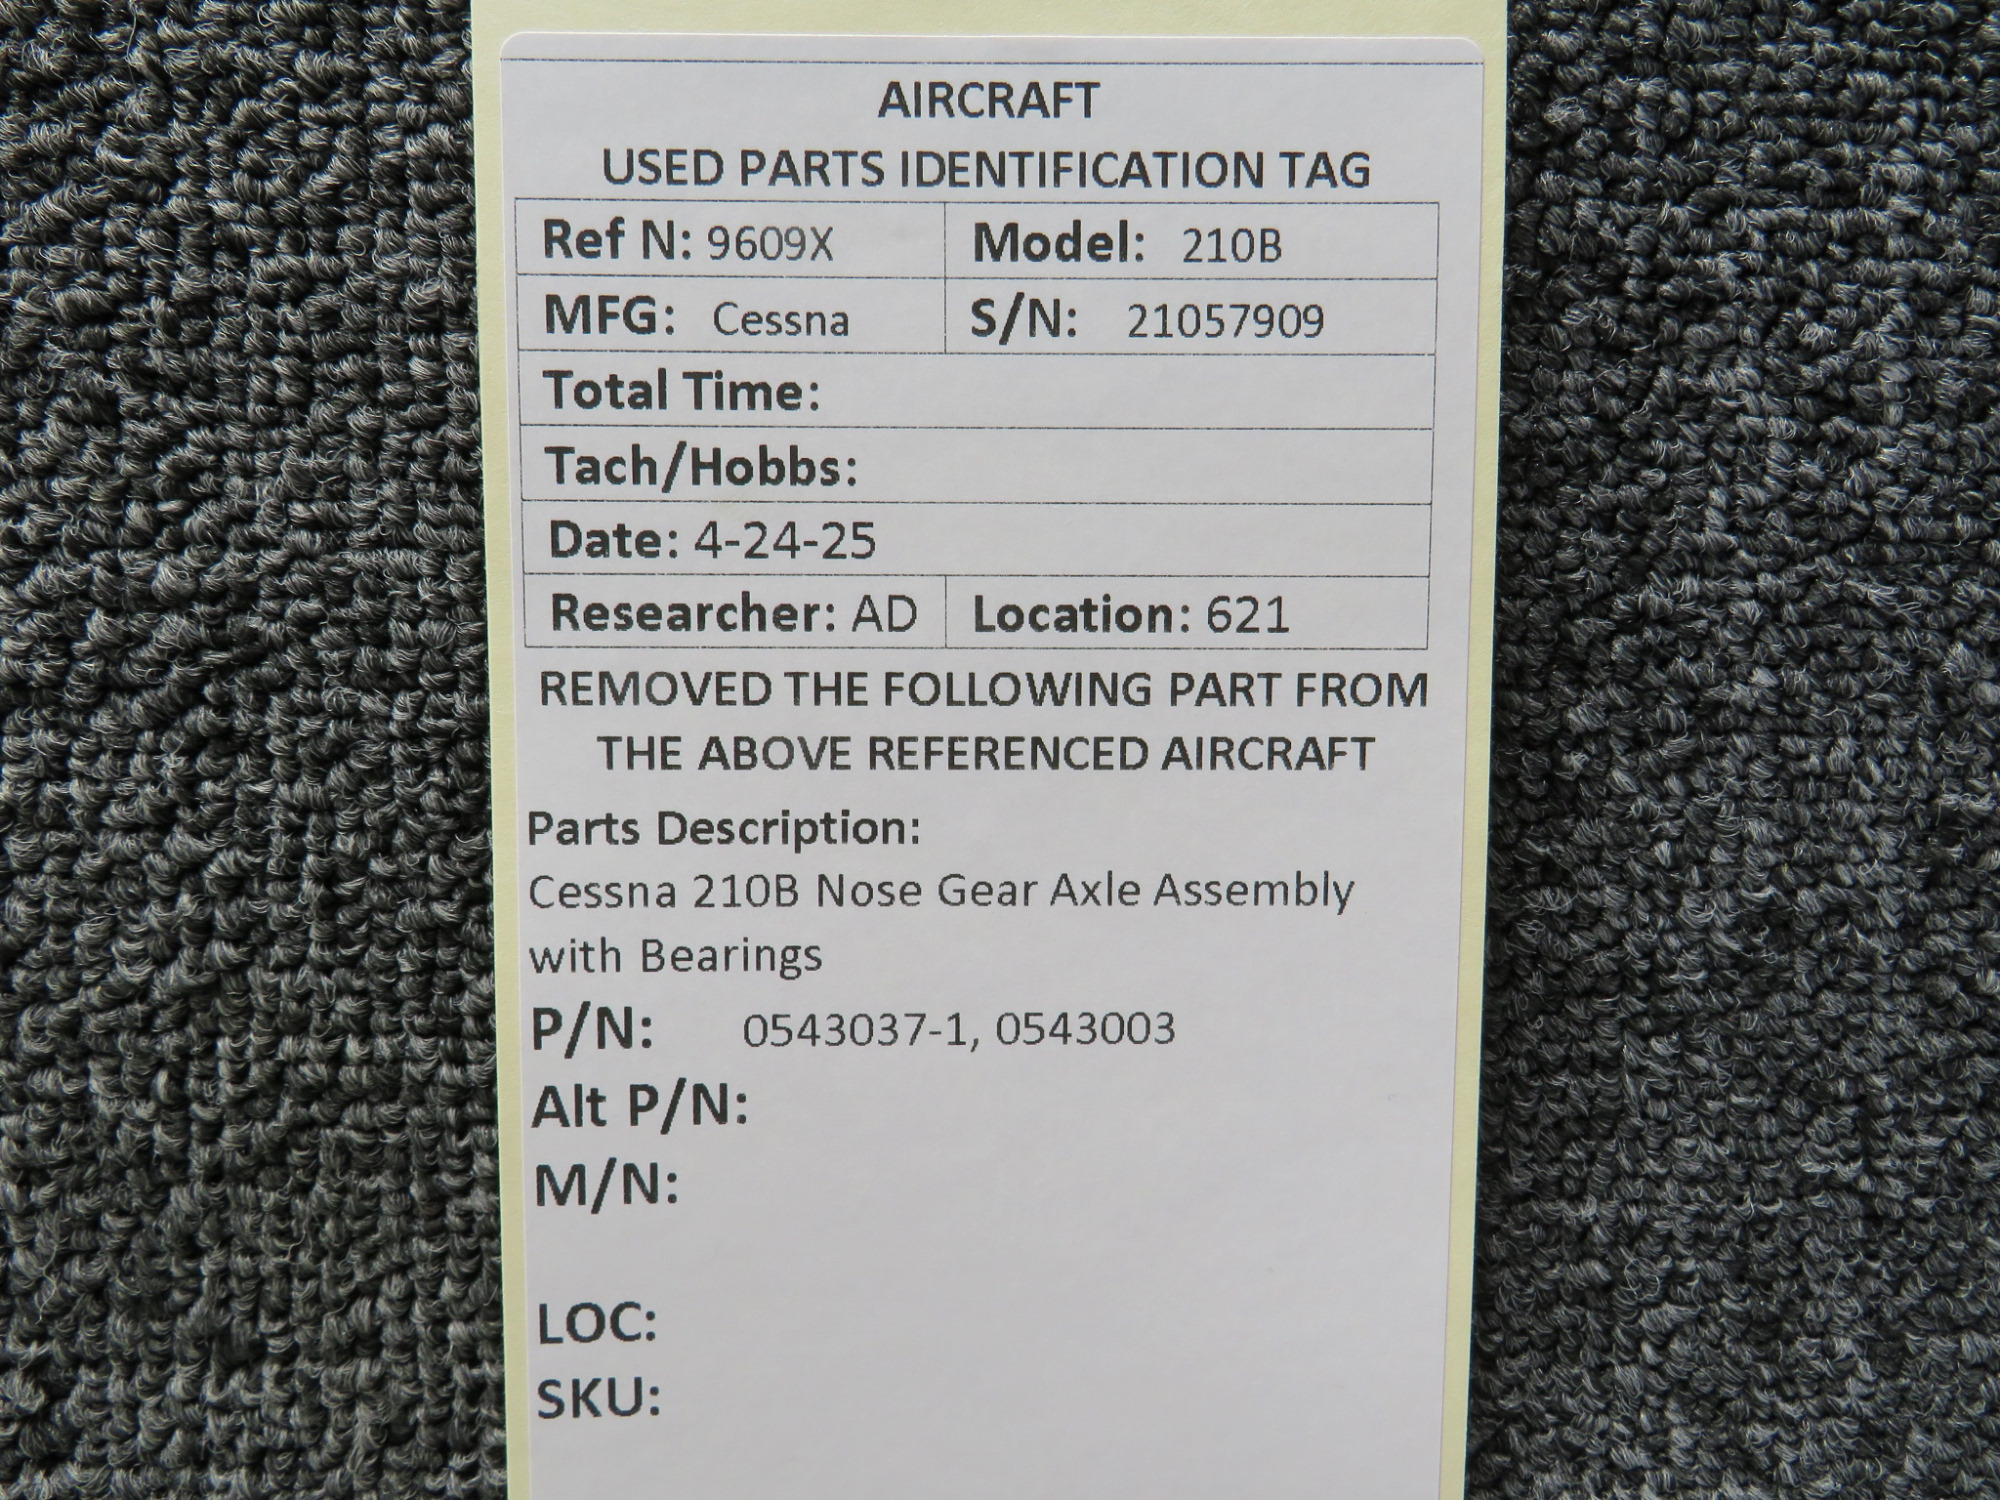 AIRCRAFT
USED PARTS IDENTIFICATION TAG
Ref N: 9609X Model: 210B
MFG: Cessna S/N: 21057909
Total Time:
Tach/Hobbs:
Date: 4-24-25
Researcher: AD Location: 621
REMOVED THE FOLLOWING PART FROM
THE ABOVE REFERENCED AIRCRAFT
Parts Description:
Cessna 210B Nose Gear Axle Assembly
with Bearings
P/N: 0543037-1, 0543003
Alt P/N:
M/N:
LOC:
SKU: